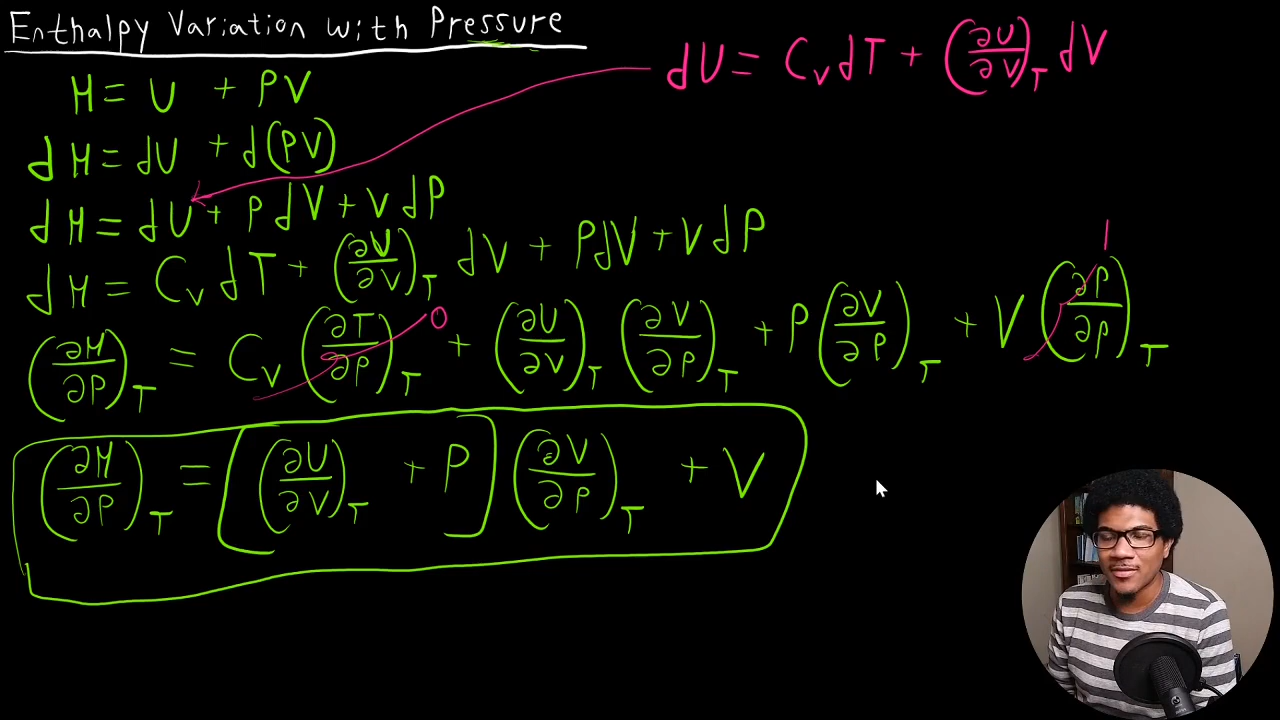 Enthalpy Variation with Pressure
dU = C_V dT + (∂U/∂V)_T dV
H = U + PV
dH = dU + d(PV)
dH = dU + PdV + VdP
dH = C_V dT + (∂U/∂V)_T dV + PdV + VdP
(∂H/∂P)_T = C_V (∂T/∂P)_T 0 + (∂U/∂V)_T (∂V/∂P)_T + P(∂V/∂P)_T + V(∂P/∂P)_T 1
(∂H/∂P)_T = (∂U/∂V)_T + P (∂V/∂P)_T + V